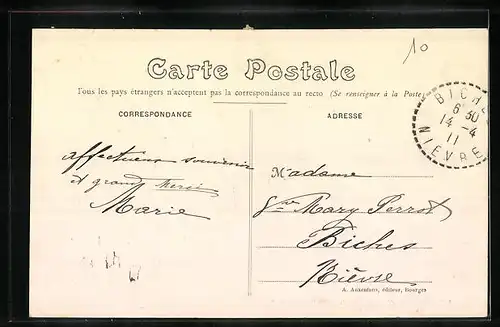 10
Carte Postale
Tous les pays étrangers n'acceptent pas la correspondance au recto (Se renseigner à la Poste)
CORRESPONDANCE
ADRESSE
BICHES
6 30
14 - 4
11
NIEVRE
affectueux souvenir
et grand merci
Marie
M'adame
Vve Mary Perrot
Biches
Nièvre
A. Auxenfans, éditeur, Bourges